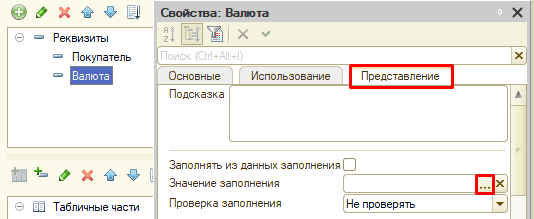 Свойства: Валюта
Реквизиты
Покупатель
Валюта
Поиск (Ctrl+Alt+I)
Основные
Использование
Представление
Подсказка
Заполнять из данных заполнения
Значение заполнения
...
Проверка заполнения
Не проверять
Табличные части